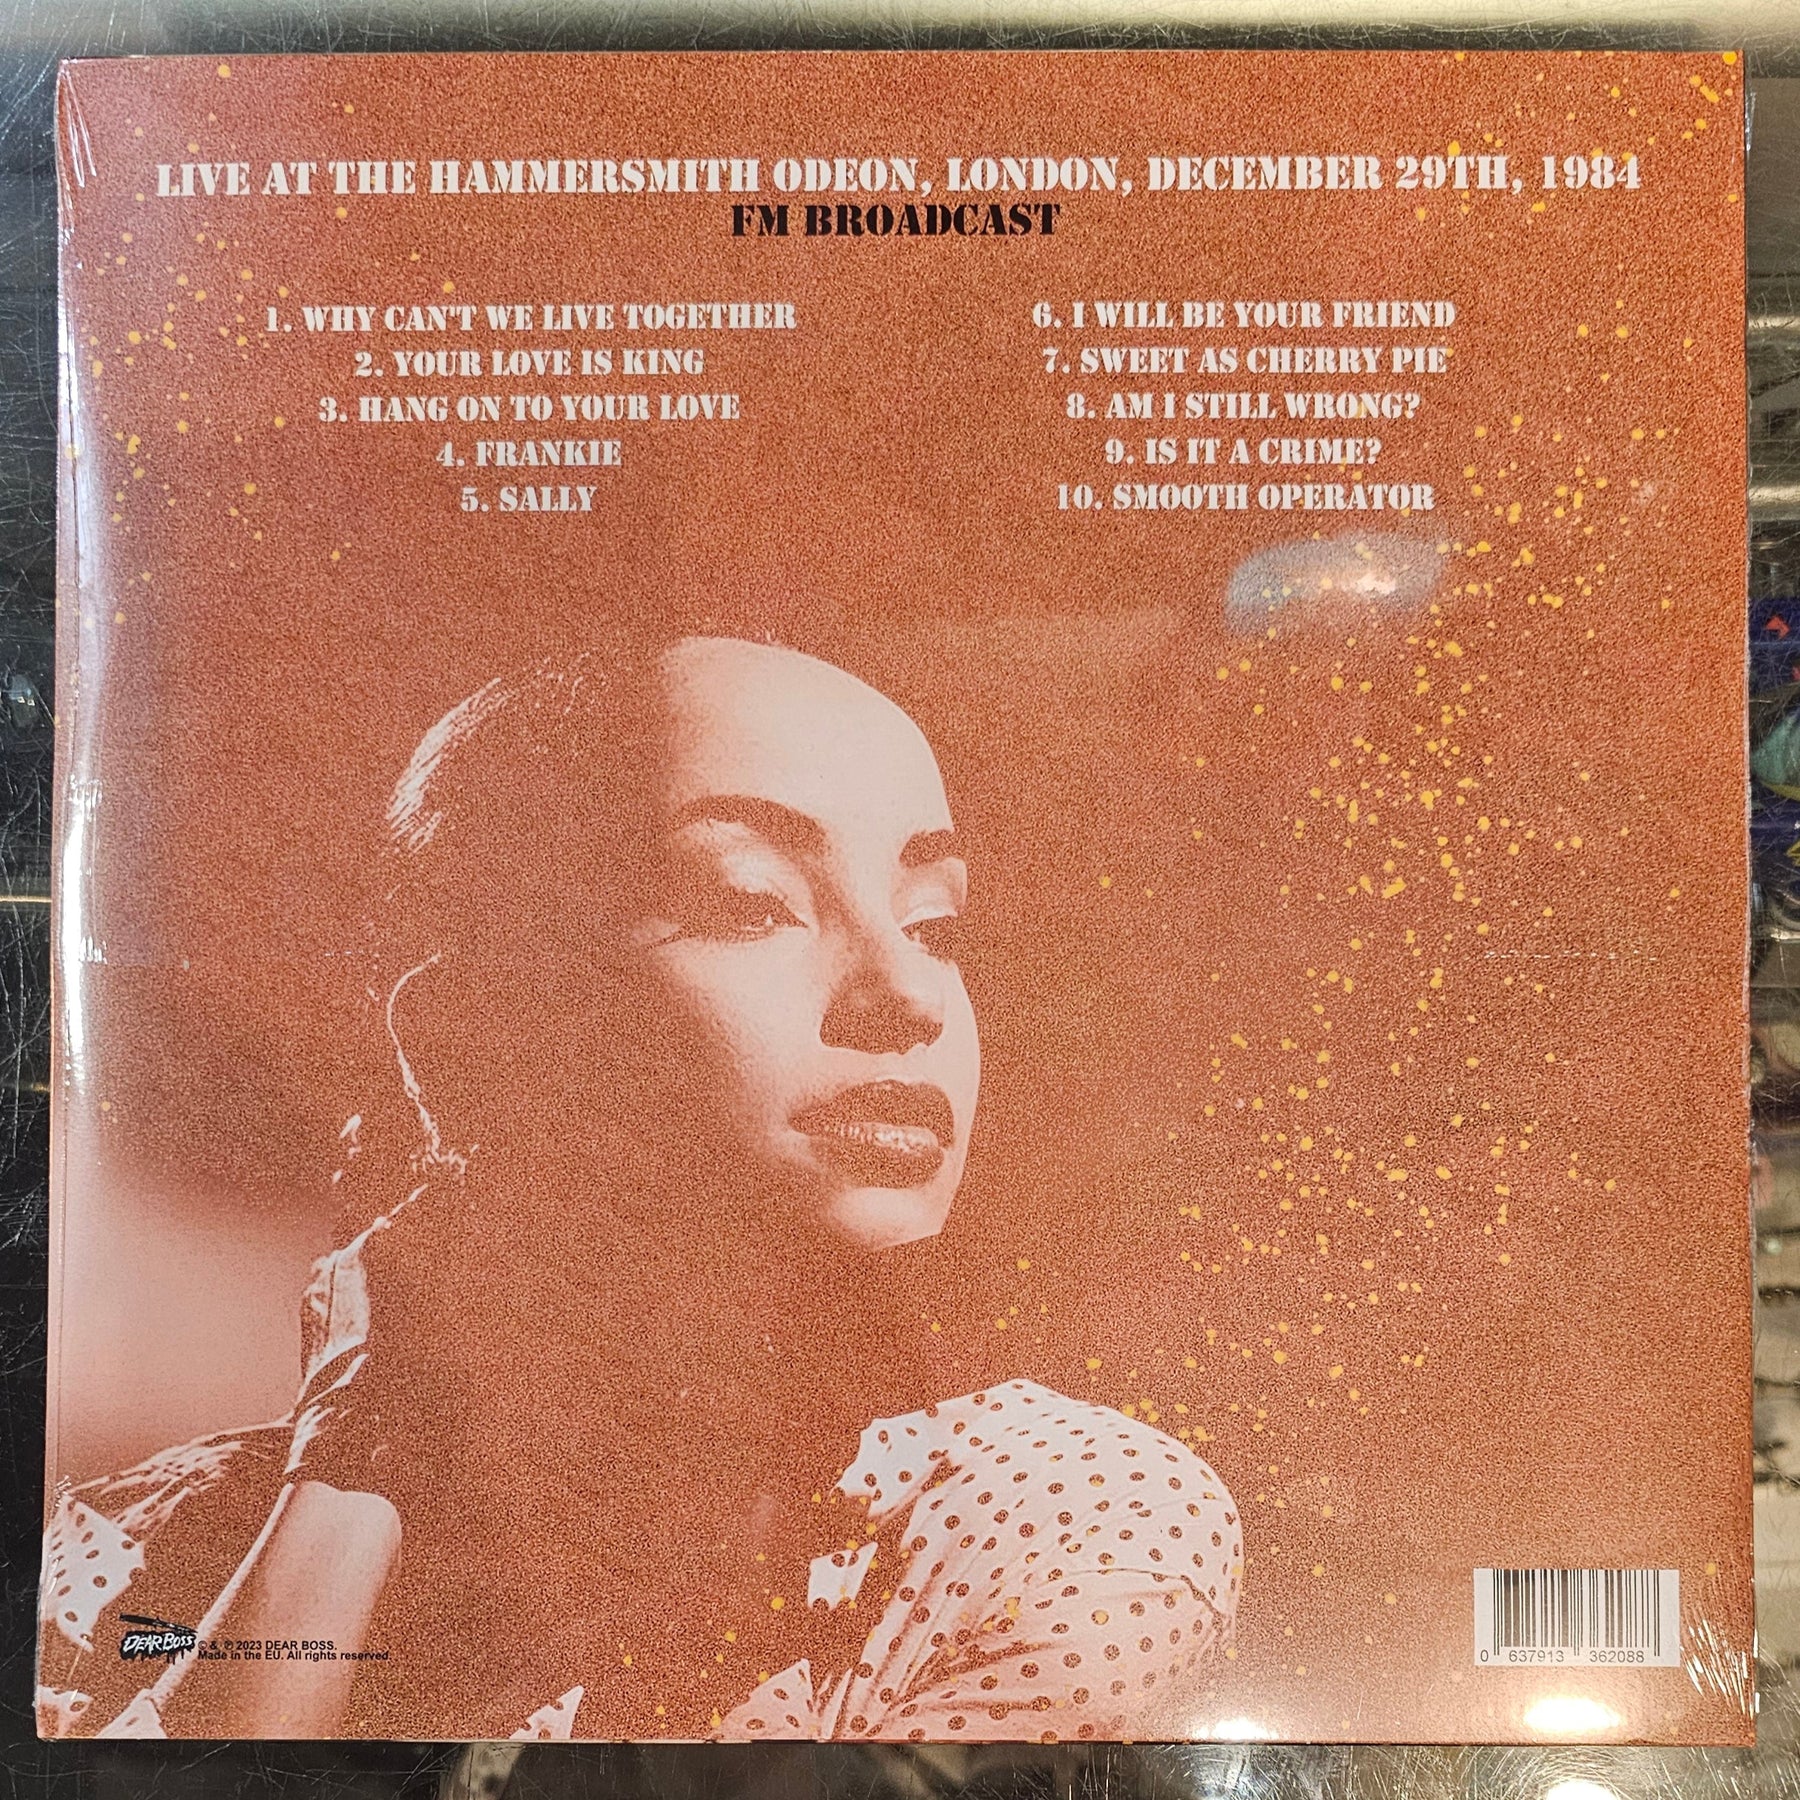 LIVE AT THE HAMMERSMITH ODEON, LONDON, DECEMBER 29TH, 1984
FM BROADCAST
1. WHY CAN'T WE LIVE TOGETHER
2. YOUR LOVE IS KING
3. HANG ON TO YOUR LOVE
4. FRANKIE
5. SALLY
6. I WILL BE YOUR FRIEND
7. SWEET AS CHERRY PIE
8. AM I STILL WRONG?
9. IS IT A CRIME?
10. SMOOTH OPERATOR
DEAR BOSS
© & ℗ 2023 DEAR BOSS.
Made in the EU. All rights reserved.
0 637913 362088